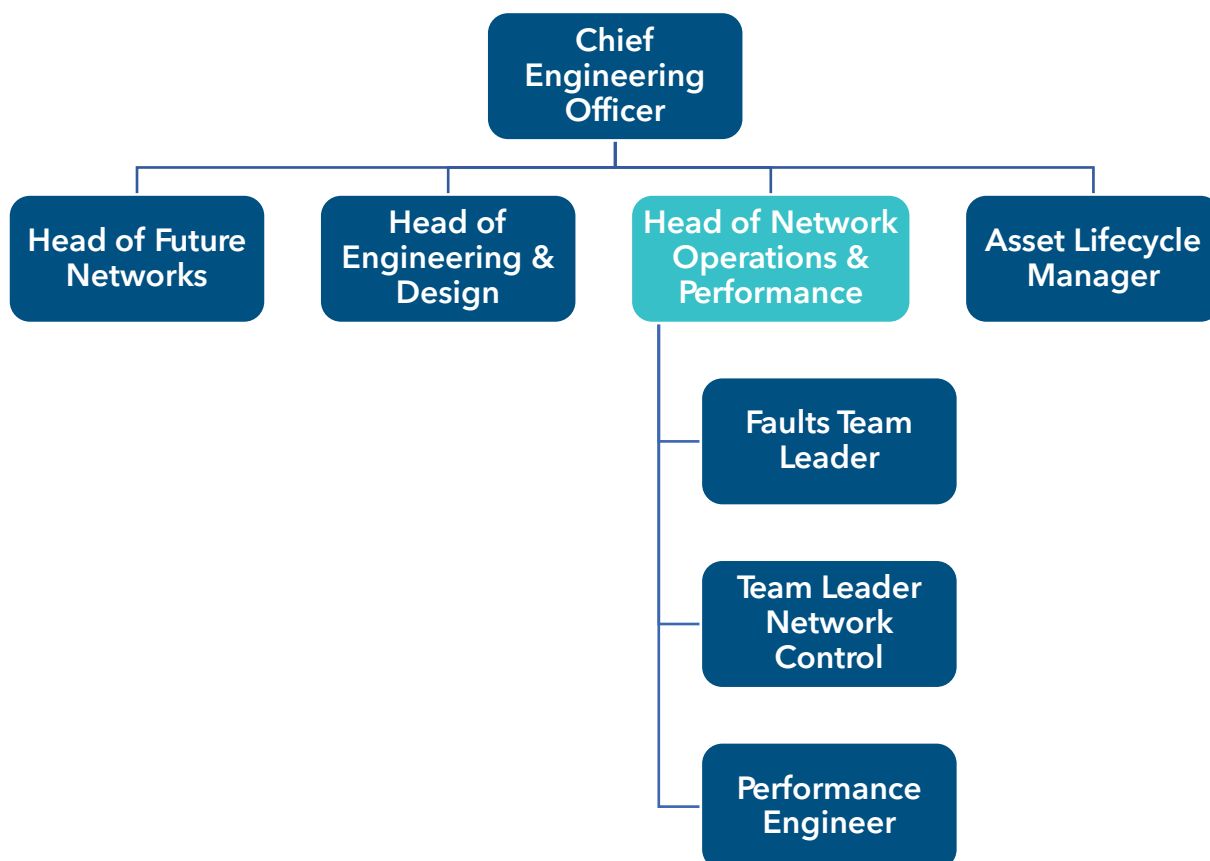 Chief
Engineering
Officer
Head of Future
Networks
Head of
Engineering &
Design
Head of Network
Operations &
Performance
Asset Lifecycle
Manager
Faults Team
Leader
Team Leader
Network
Control
Performance
Engineer